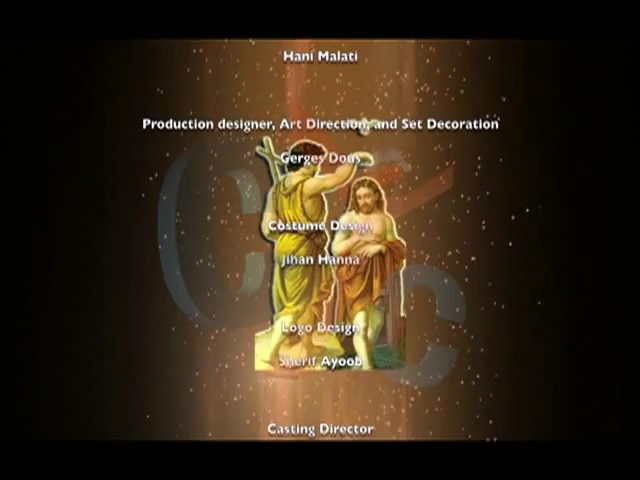 Hani Malati
Production designer, Art Direction, and Set Decoration
Gerges Dous
Costume Design
Jihan Hanna
Logo Design
Sherif Ayoob
Casting Director